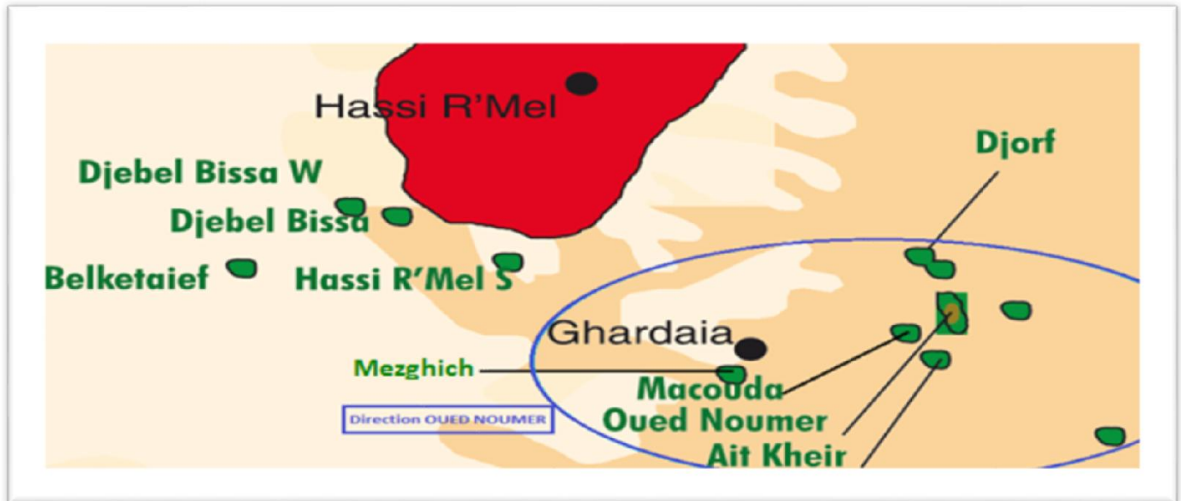 Hassi R'Mel
Djorf
Djebel Bissa W
Djebel Bissa
Belketaief
Hassi R'Mel S
Ghardaia
Mezghich
Macouda
Direction OUED NOUMER
Oued Noumer
Ait Kheir